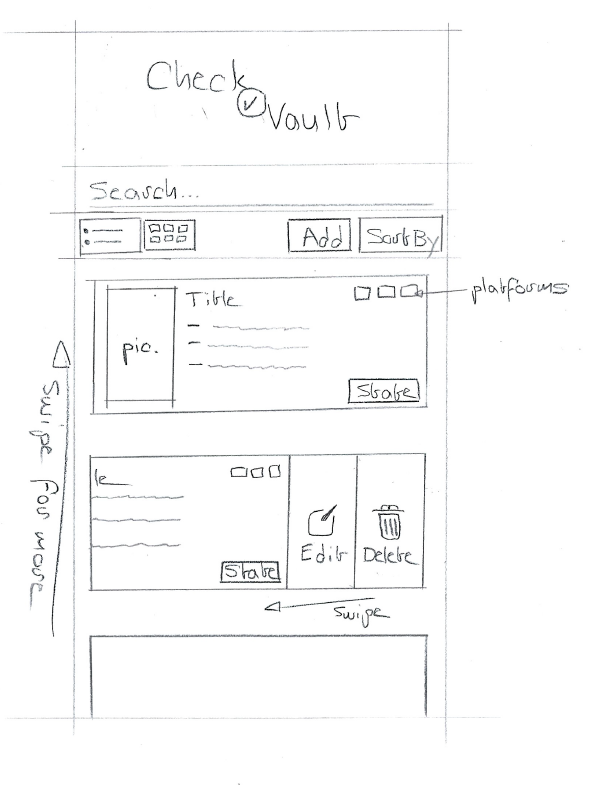 Check
Vault
Search...
Add
Sort By
Title
platforms
pic.
State
Swipe for more
le
State
Edit
Delete
Swipe